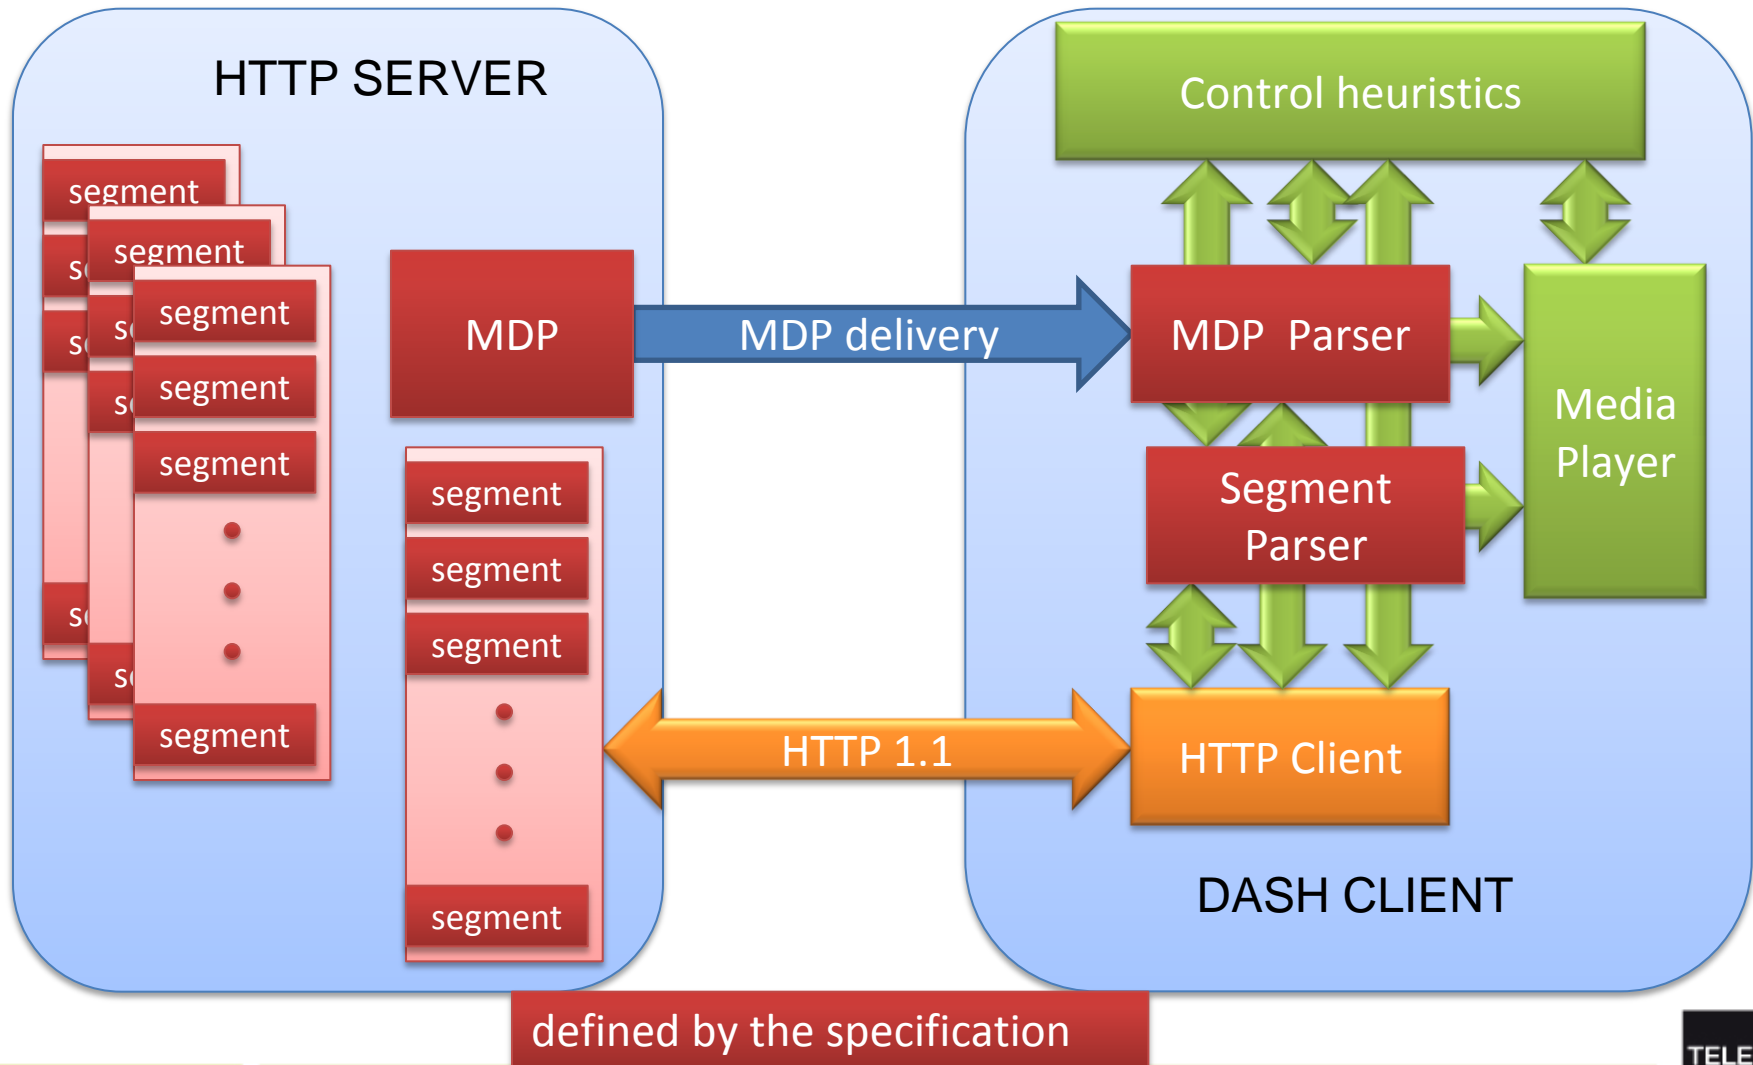 HTTP SERVER
segment
segment
segment
segment
segment
segment
MDP
segment
segment
segment
segment
MDP delivery
HTTP 1.1
Control heuristics
MDP Parser
Media
Player
Segment
Parser
HTTP Client
DASH CLIENT
defined by the specification
TELE